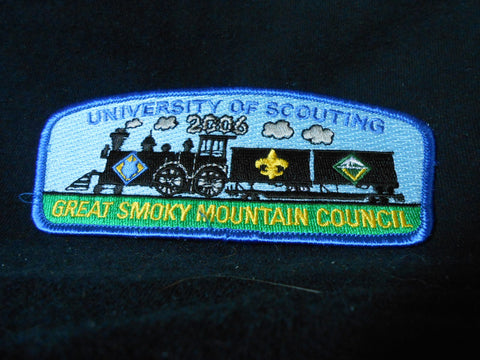 UNIVERSITY OF SCOUTING
2006
GREAT SMOKY MOUNTAIN COUNCIL